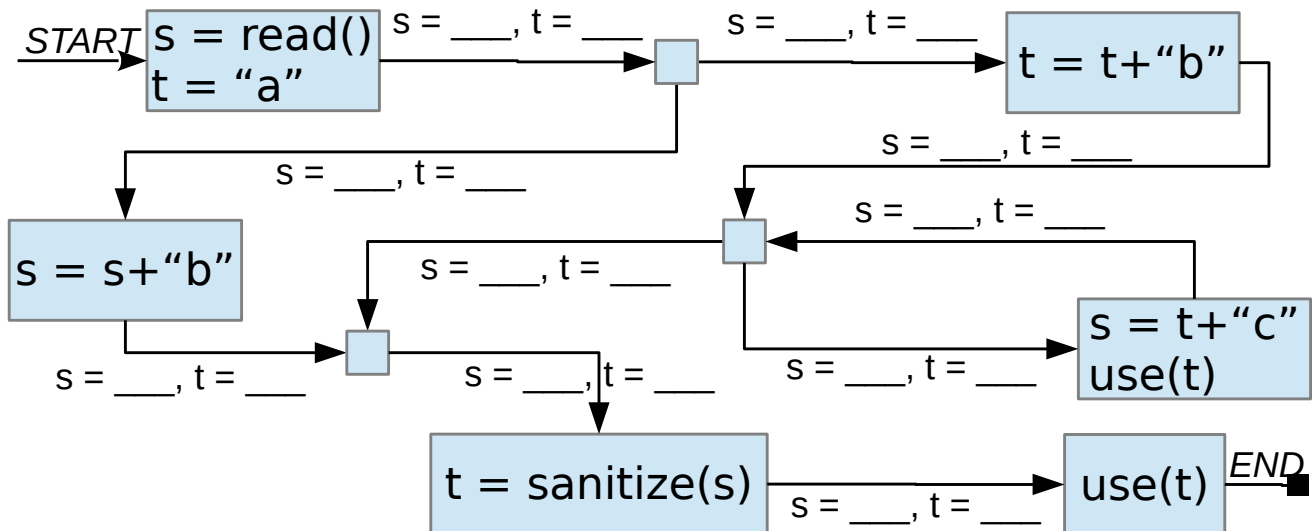 START
s = read()
t = “a”
s = ___, t = ___
s = ___, t = ___
t = t+“b”
s = ___, t = ___
s = ___, t = ___
s = ___, t = ___
s = s+“b”
s = ___, t = ___
s = t+“c”
use(t)
s = ___, t = ___
s = ___, t = ___
s = ___, t = ___
t = sanitize(s)
s = ___, t = ___
use(t)
END